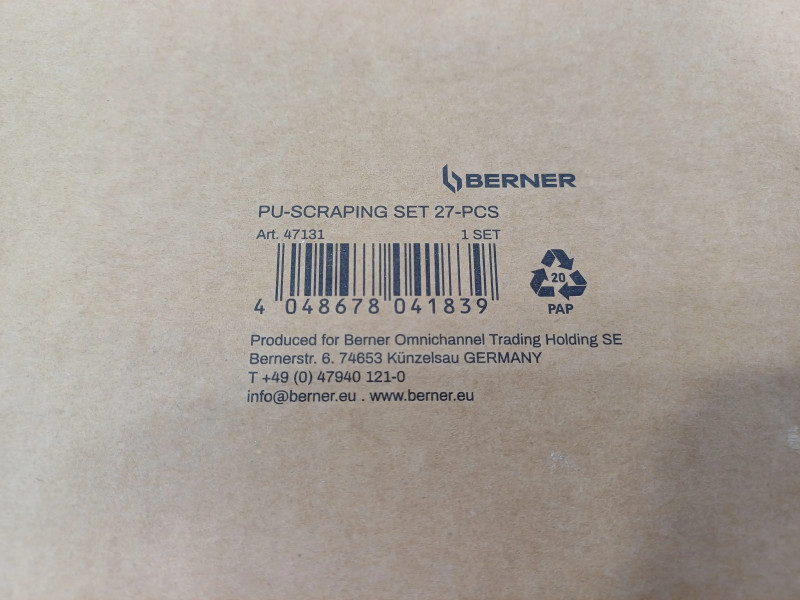 BERNER
PU-SCRAPING SET 27-PCS
Art. 47131 1 SET
4 048678 041839
20
PAP
Produced for Berner Omnichannel Trading Holding SE
Bernerstr. 6. 74653 Künzelsau GERMANY
T +49 (0) 47940 121-0
info@berner.eu . www.berner.eu